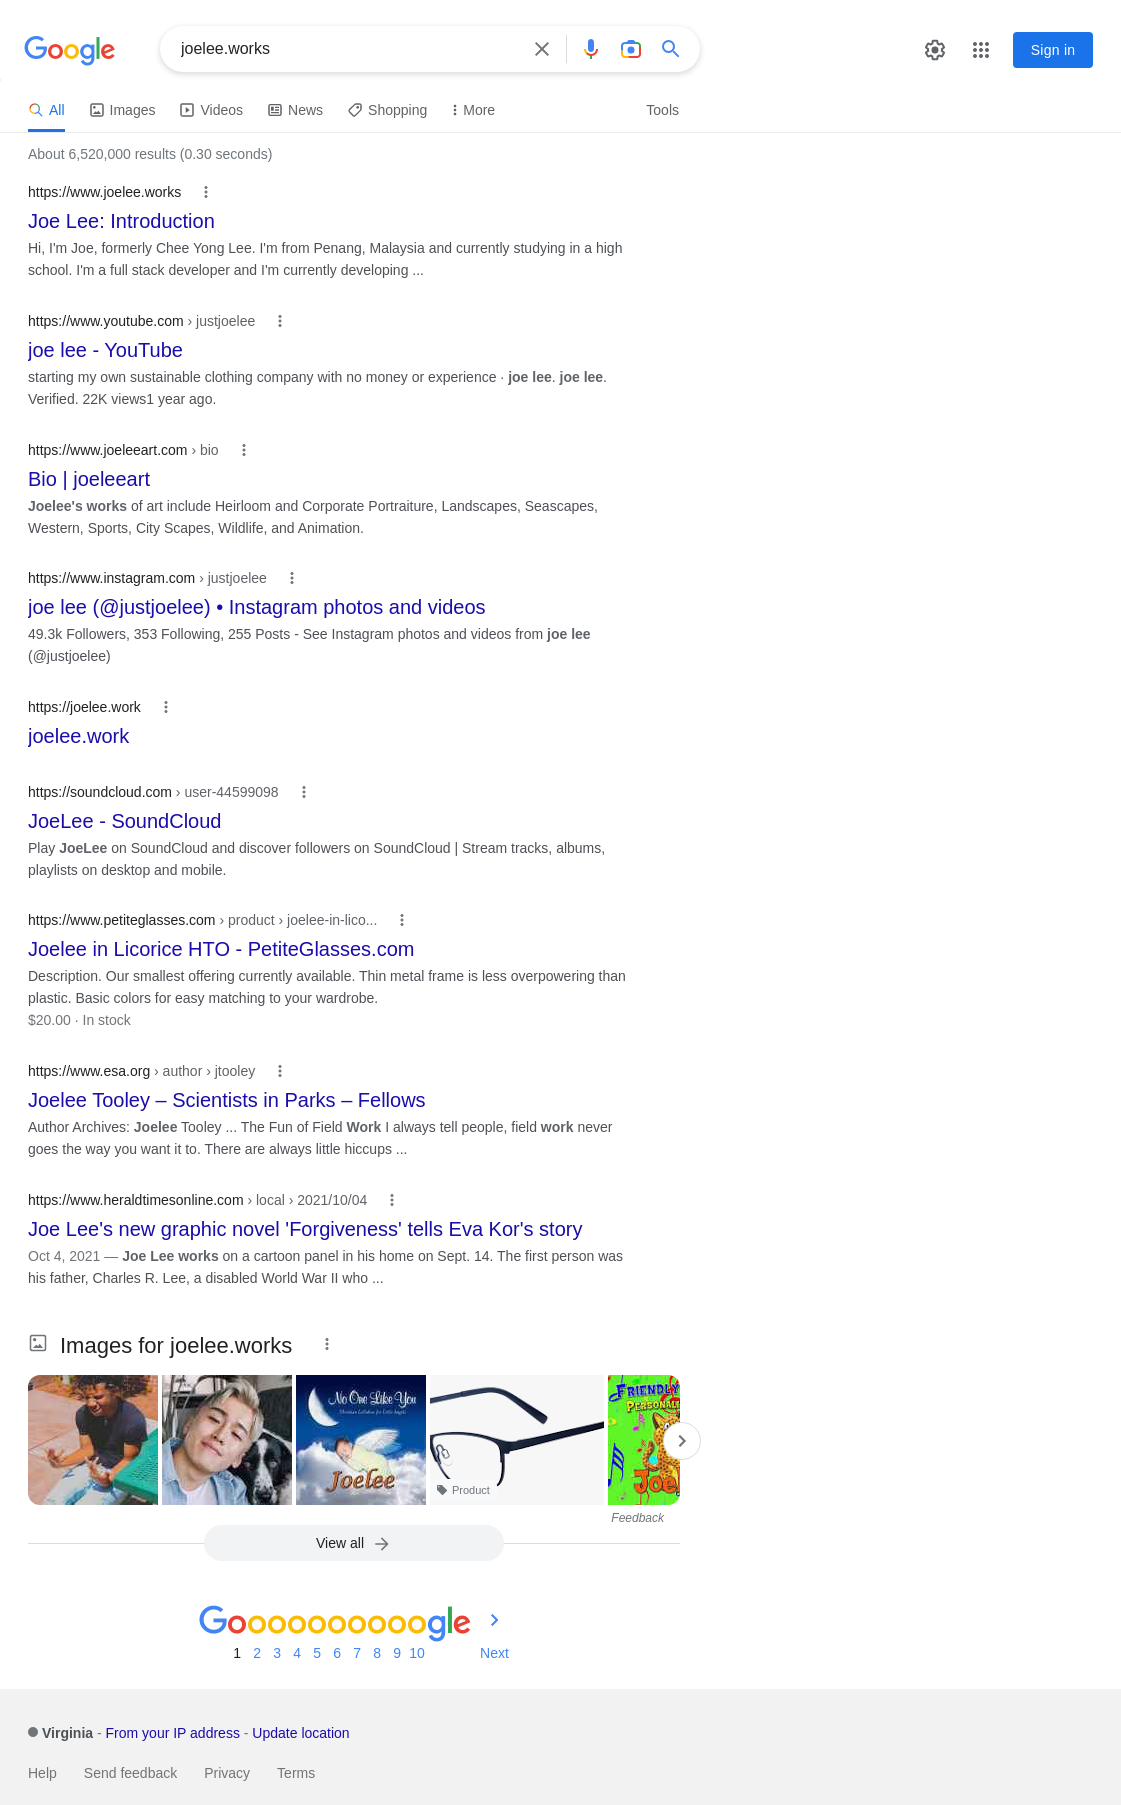 Google
joelee.works
Sign in
All
Images
Videos
News
Shopping
More
Tools
About 6,520,000 results (0.30 seconds)
https://www.joelee.works
Joe Lee: Introduction
Hi, I'm Joe, formerly Chee Yong Lee. I'm from Penang, Malaysia and currently studying in a high
school. I'm a full stack developer and I'm currently developing ...
https://www.youtube.com › justjoelee
joe lee - YouTube
starting my own sustainable clothing company with no money or experience · joe lee. joe lee.
Verified. 22K views1 year ago.
https://www.joeleeart.com › bio
Bio | joeleeart
Joelee's works of art include Heirloom and Corporate Portraiture, Landscapes, Seascapes,
Western, Sports, City Scapes, Wildlife, and Animation.
https://www.instagram.com › justjoelee
joe lee (@justjoelee) • Instagram photos and videos
49.3k Followers, 353 Following, 255 Posts - See Instagram photos and videos from joe lee
(@justjoelee)
https://joelee.work
joelee.work
https://soundcloud.com › user-44599098
JoeLee - SoundCloud
Play JoeLee on SoundCloud and discover followers on SoundCloud | Stream tracks, albums,
playlists on desktop and mobile.
https://www.petiteglasses.com › product › joelee-in-lico...
Joelee in Licorice HTO - PetiteGlasses.com
Description. Our smallest offering currently available. Thin metal frame is less overpowering than
plastic. Basic colors for easy matching to your wardrobe.
$20.00 · In stock
https://www.esa.org › author › jtooley
Joelee Tooley – Scientists in Parks – Fellows
Author Archives: Joelee Tooley ... The Fun of Field Work I always tell people, field work never
goes the way you want it to. There are always little hiccups ...
https://www.heraldtimesonline.com › local › 2021/10/04
Joe Lee's new graphic novel 'Forgiveness' tells Eva Kor's story
Oct 4, 2021 — Joe Lee works on a cartoon panel in his home on Sept. 14. The first person was
his father, Charles R. Lee, a disabled World War II who ...
Images for joelee.works
No One Like You
Christian Lullabies for Little Angels
Joelee
Product
FRIENDLY
PERSONAL
Joe
Feedback
View all
Goooooooooogle
1 2 3 4 5 6 7 8 9 10 Next
Virginia - From your IP address - Update location
Help Send feedback Privacy Terms